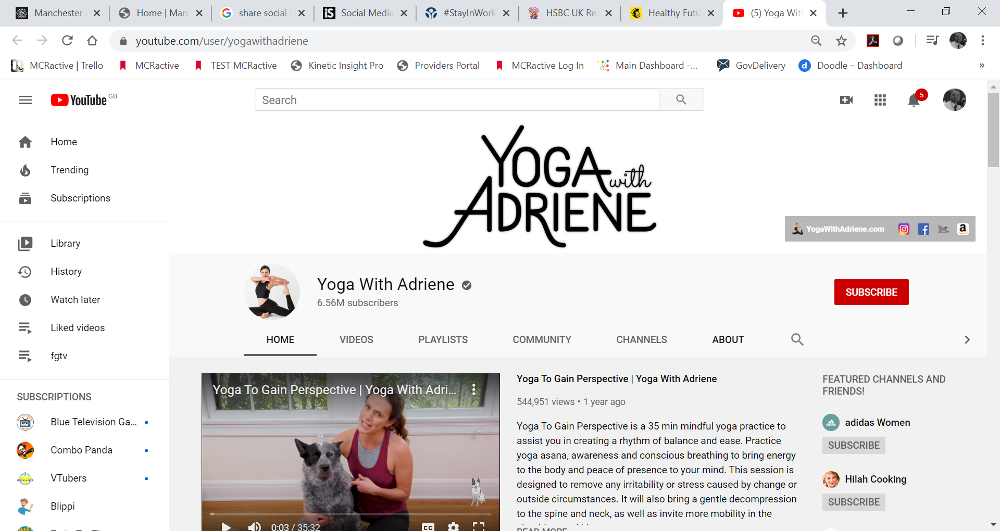 Manchester
Home | Man
share social
Social Media
#StayInWork
HSBC UK Re
Healthy Futu
(5) Yoga Wit
youtube.com/user/yogawithadriene
MCRactive | Trello
MCRactive
TEST MCRactive
Kinetic Insight Pro
Providers Portal
MCRactive Log In
Main Dashboard -...
GovDelivery
Doodle – Dashboard
»
YouTube GB
Search
5
Home
Trending
Subscriptions
Library
History
Watch later
Liked videos
fgtv
SUBSCRIPTIONS
Blue Television Ga...
Combo Panda
VTubers
Blippi
YOGA with
ADRIENE
YogaWithAdriene.com
Yoga With Adriene
6.56M subscribers
SUBSCRIBE
HOME
VIDEOS
PLAYLISTS
COMMUNITY
CHANNELS
ABOUT
Yoga To Gain Perspective | Yoga With Adri...
0:03 / 35:32
Yoga To Gain Perspective | Yoga With Adriene
544,951 views • 1 year ago
Yoga To Gain Perspective is a 35 min mindful yoga practice to
assist you in creating a rhythm of balance and ease. Practice
yoga asana, awareness and conscious breathing to bring energy
to the body and peace of presence to your mind. This session is
designed to remove any irritability or stress caused by change or
outside circumstances. It will also bring a gentle decompression
to the spine and neck, as well as invite more mobility in the
READ MORE
FEATURED CHANNELS AND
FRIENDS!
adidas Women
SUBSCRIBE
Hilah Cooking
SUBSCRIBE